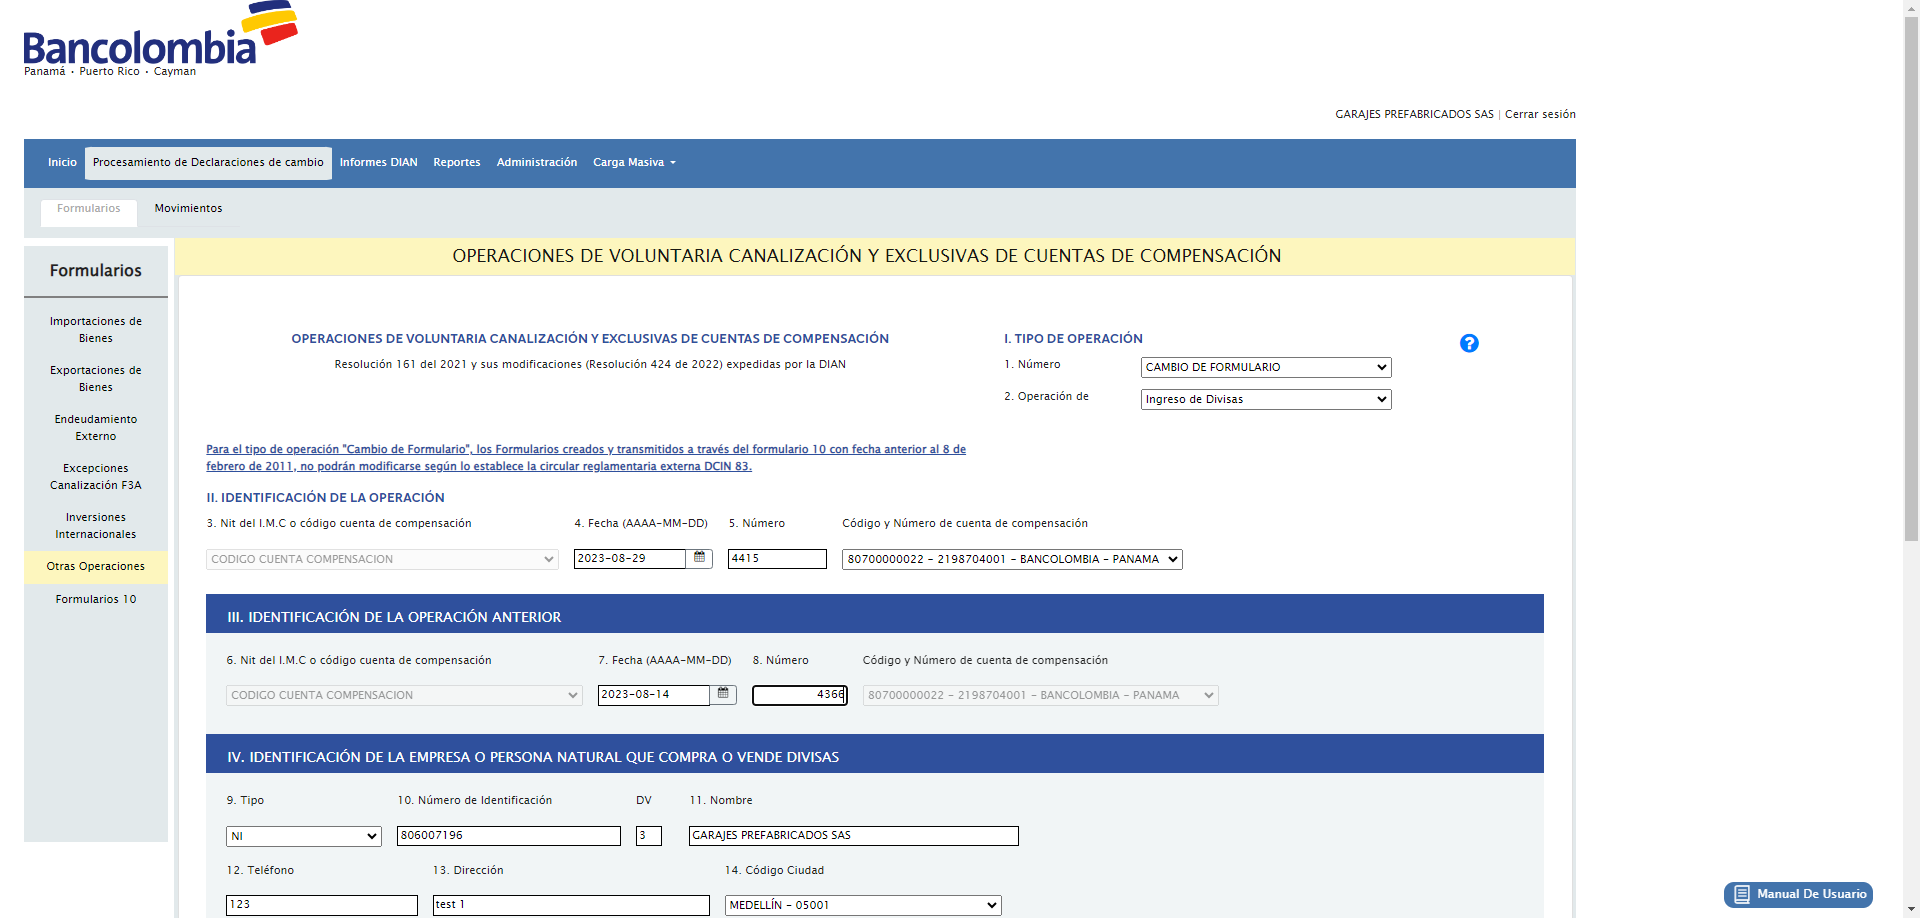 Bancolombia
Panamá • Puerto Rico • Cayman
GARAJES PREFABRICADOS SAS | Cerrar sesión
Inicio Procesamiento de Declaraciones de cambio Informes DIAN Reportes Administración Carga Masiva
Formularios Movimientos
Formularios
Importaciones de
Bienes
Exportaciones de
Bienes
Endeudamiento
Externo
Excepciones
Canalización F3A
Inversiones
Internacionales
Otras Operaciones
Formularios 10
OPERACIONES DE VOLUNTARIA CANALIZACIÓN Y EXCLUSIVAS DE CUENTAS DE COMPENSACIÓN
OPERACIONES DE VOLUNTARIA CANALIZACIÓN Y EXCLUSIVAS DE CUENTAS DE COMPENSACIÓN
Resolución 161 del 2021 y sus modificaciones (Resolución 424 de 2022) expedidas por la DIAN
I. TIPO DE OPERACIÓN
?
1. Número CAMBIO DE FORMULARIO
2. Operación de Ingreso de Divisas
Para el tipo de operación "Cambio de Formulario", los Formularios creados y transmitidos a través del formulario 10 con fecha anterior al 8 de
febrero de 2011, no podrán modificarse según lo establece la circular reglamentaria externa DCIN 83.
II. IDENTIFICACIÓN DE LA OPERACIÓN
3. Nit del I.M.C o código cuenta de compensación 4. Fecha (AAAA-MM-DD) 5. Número Código y Número de cuenta de compensación
CODIGO CUENTA COMPENSACION 2023-08-29 4415 80700000022 - 2198704001 - BANCOLOMBIA - PANAMA
III. IDENTIFICACIÓN DE LA OPERACIÓN ANTERIOR
6. Nit del I.M.C o código cuenta de compensación 7. Fecha (AAAA-MM-DD) 8. Número Código y Número de cuenta de compensación
CODIGO CUENTA COMPENSACION 2023-08-14 4366 80700000022 - 2198704001 - BANCOLOMBIA - PANAMA
IV. IDENTIFICACIÓN DE LA EMPRESA O PERSONA NATURAL QUE COMPRA O VENDE DIVISAS
9. Tipo 10. Número de Identificación DV 11. Nombre
NI 806007196 3 GARAJES PREFABRICADOS SAS
12. Teléfono 13. Dirección 14. Código Ciudad
123 test 1 MEDELLÍN - 05001
Manual De Usuario